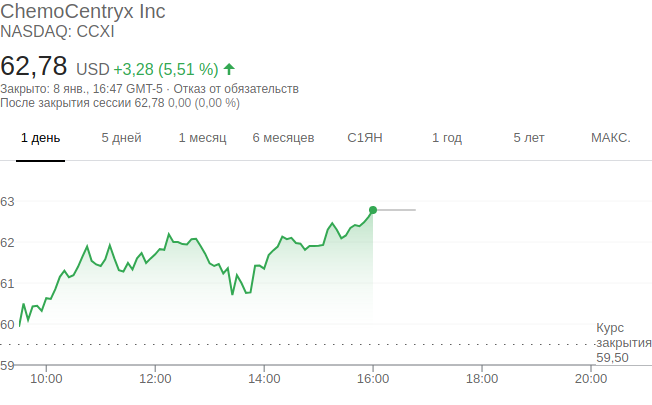 ChemoCentryx Inc
NASDAQ: CCXI
62,78 USD +3,28 (5,51 %)
Закрыто: 8 янв., 16:47 GMT-5 · Отказ от обязательств
После закрытия сессии 62,78 0,00 (0,00 %)
1 день 5 дней 1 месяц 6 месяцев С1ЯН 1 год 5 лет МАКС.
63
62
61
60
Курс
закрытия
59,50
59
10:00 12:00 14:00 16:00 18:00 20:00